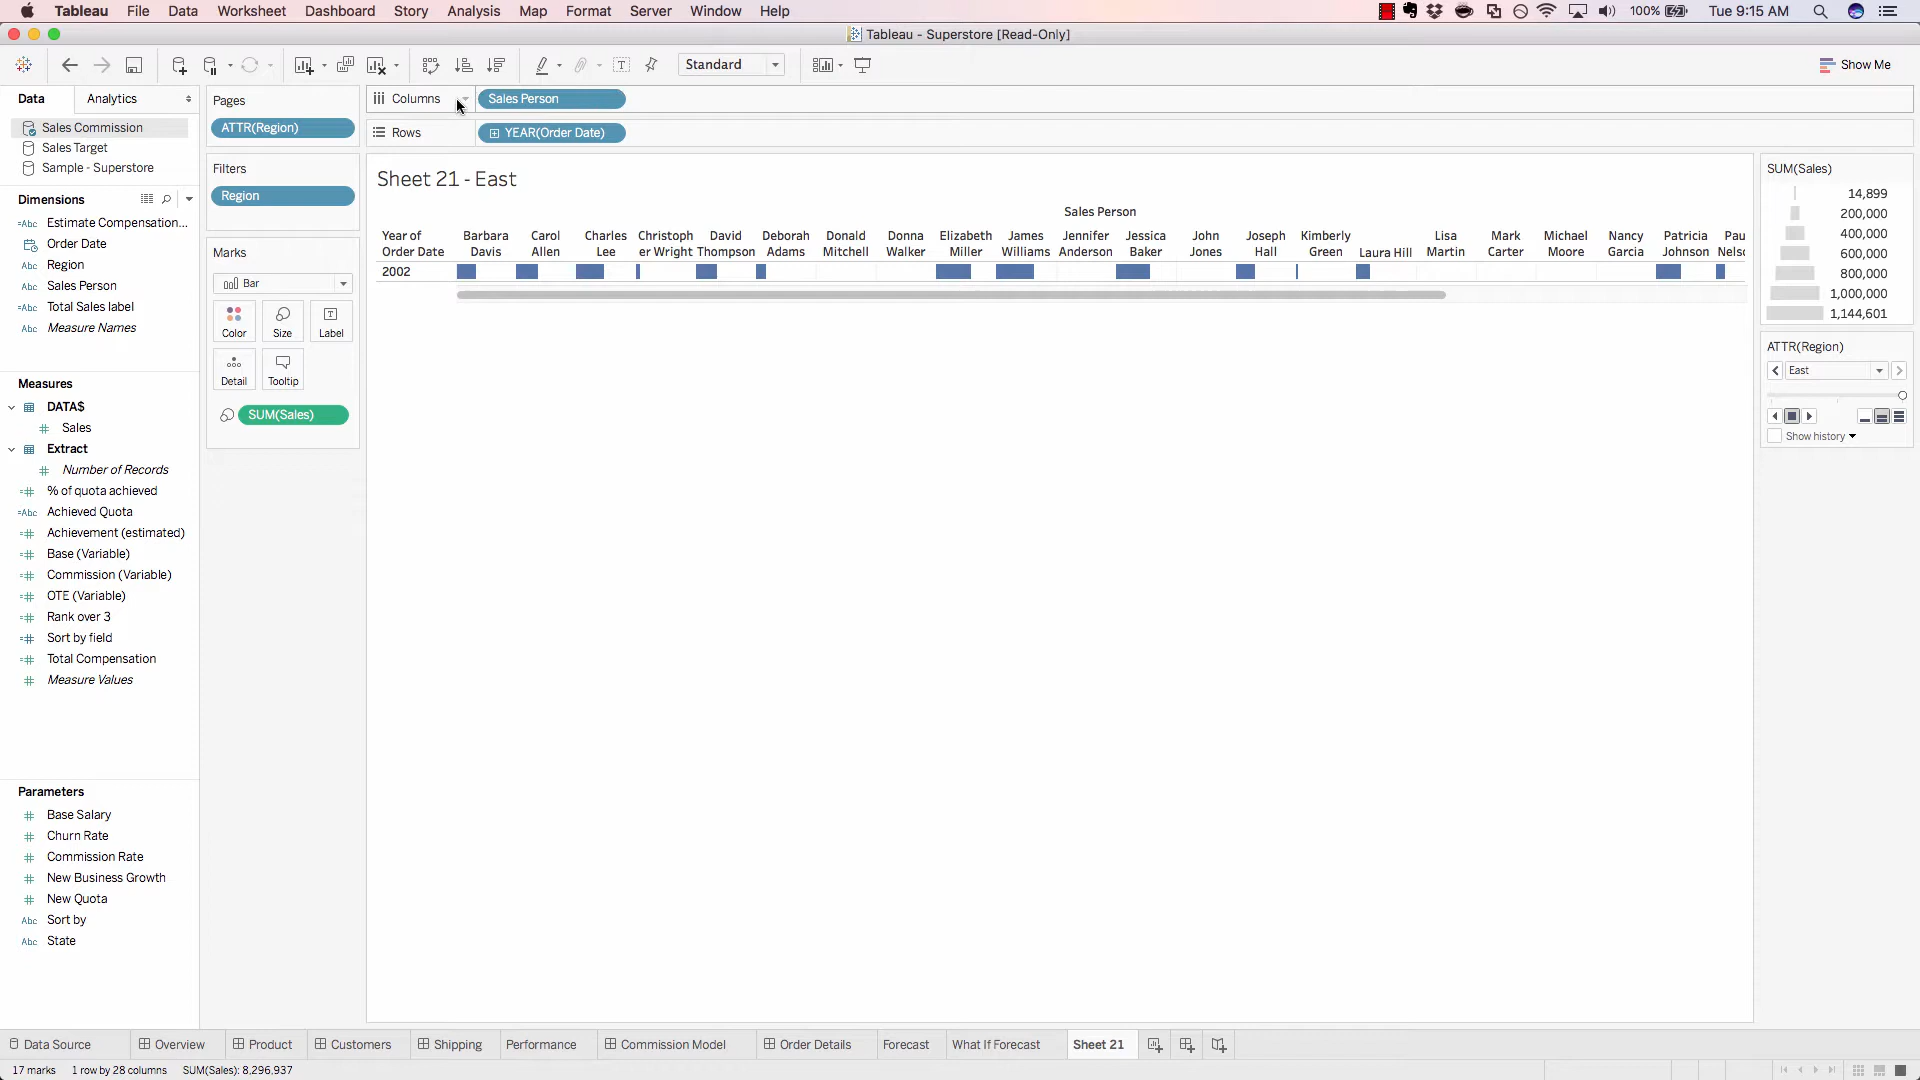 Tableau File Data Worksheet Dashboard Story Analysis Map Format Server Window Help 100% Tue 9:15 AM
Tableau - Superstore [Read-Only]
Standard Show Me
Data Analytics
Sales Commission
Sales Target
Sample - Superstore
Dimensions
=Abc Estimate Compensation...
Order Date
Abc Region
Abc Sales Person
=Abc Total Sales label
Abc Measure Names
Measures
DATA$
# Sales
Extract
# Number of Records
=# % of quota achieved
=Abc Achieved Quota
=# Achievement (estimated)
=# Base (Variable)
=# Commission (Variable)
=# OTE (Variable)
=# Rank over 3
=# Sort by field
=# Total Compensation
# Measure Values
Parameters
# Base Salary
# Churn Rate
# Commission Rate
# New Business Growth
# New Quota
Abc Sort by
Abc State
Pages
ATTR(Region)
Filters
Region
Marks
Bar
Color Size Label
Detail Tooltip
SUM(Sales)
Columns Sales Person
Rows YEAR(Order Date)
Sheet 21 - East
Sales Person
Year of Barbara Carol Charles Christoph David Deborah Donald Donna Elizabeth James Jennifer Jessica John Joseph Kimberly Lisa Mark Michael Nancy Patricia Pau
Order Date Davis Allen Lee er Wright Thompson Adams Mitchell Walker Miller Williams Anderson Baker Jones Hall Green Laura Hill Martin Carter Moore Garcia Johnson Nelsc
2002
SUM(Sales)
14,899
200,000
400,000
600,000
800,000
1,000,000
1,144,601
ATTR(Region)
East
Show history
Data Source Overview Product Customers Shipping Performance Commission Model Order Details Forecast What If Forecast Sheet 21
17 marks 1 row by 28 columns SUM(Sales): 8,296,937